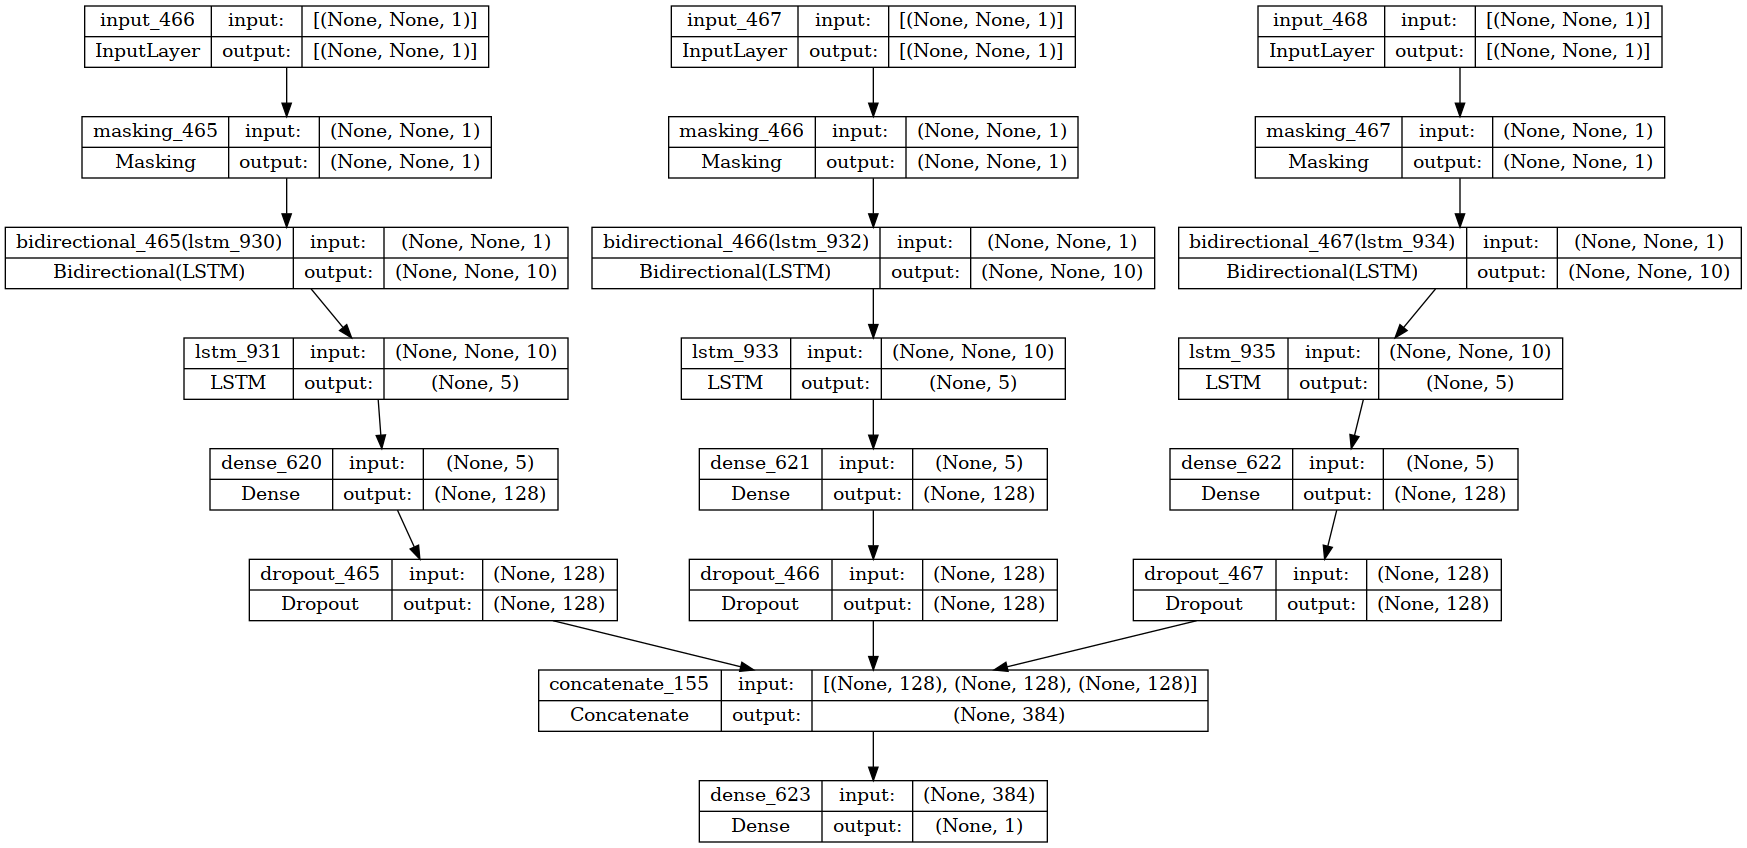 input_466 input: [(None, None, 1)] input_467 input: [(None, None, 1)] input_468 input: [(None, None, 1)]
InputLayer output: [(None, None, 1)] InputLayer output: [(None, None, 1)] InputLayer output: [(None, None, 1)]
masking_465 input: (None, None, 1) masking_466 input: (None, None, 1) masking_467 input: (None, None, 1)
Masking output: (None, None, 1) Masking output: (None, None, 1) Masking output: (None, None, 1)
bidirectional_465(lstm_930) input: (None, None, 1) bidirectional_466(lstm_932) input: (None, None, 1) bidirectional_467(lstm_934) input: (None, None, 1)
Bidirectional(LSTM) output: (None, None, 10) Bidirectional(LSTM) output: (None, None, 10) Bidirectional(LSTM) output: (None, None, 10)
lstm_931 input: (None, None, 10) lstm_933 input: (None, None, 10) lstm_935 input: (None, None, 10)
LSTM output: (None, 5) LSTM output: (None, 5) LSTM output: (None, 5)
dense_620 input: (None, 5) dense_621 input: (None, 5) dense_622 input: (None, 5)
Dense output: (None, 128) Dense output: (None, 128) Dense output: (None, 128)
dropout_465 input: (None, 128) dropout_466 input: (None, 128) dropout_467 input: (None, 128)
Dropout output: (None, 128) Dropout output: (None, 128) Dropout output: (None, 128)
concatenate_155 input: [(None, 128), (None, 128), (None, 128)]
Concatenate output: (None, 384)
dense_623 input: (None, 384)
Dense output: (None, 1)